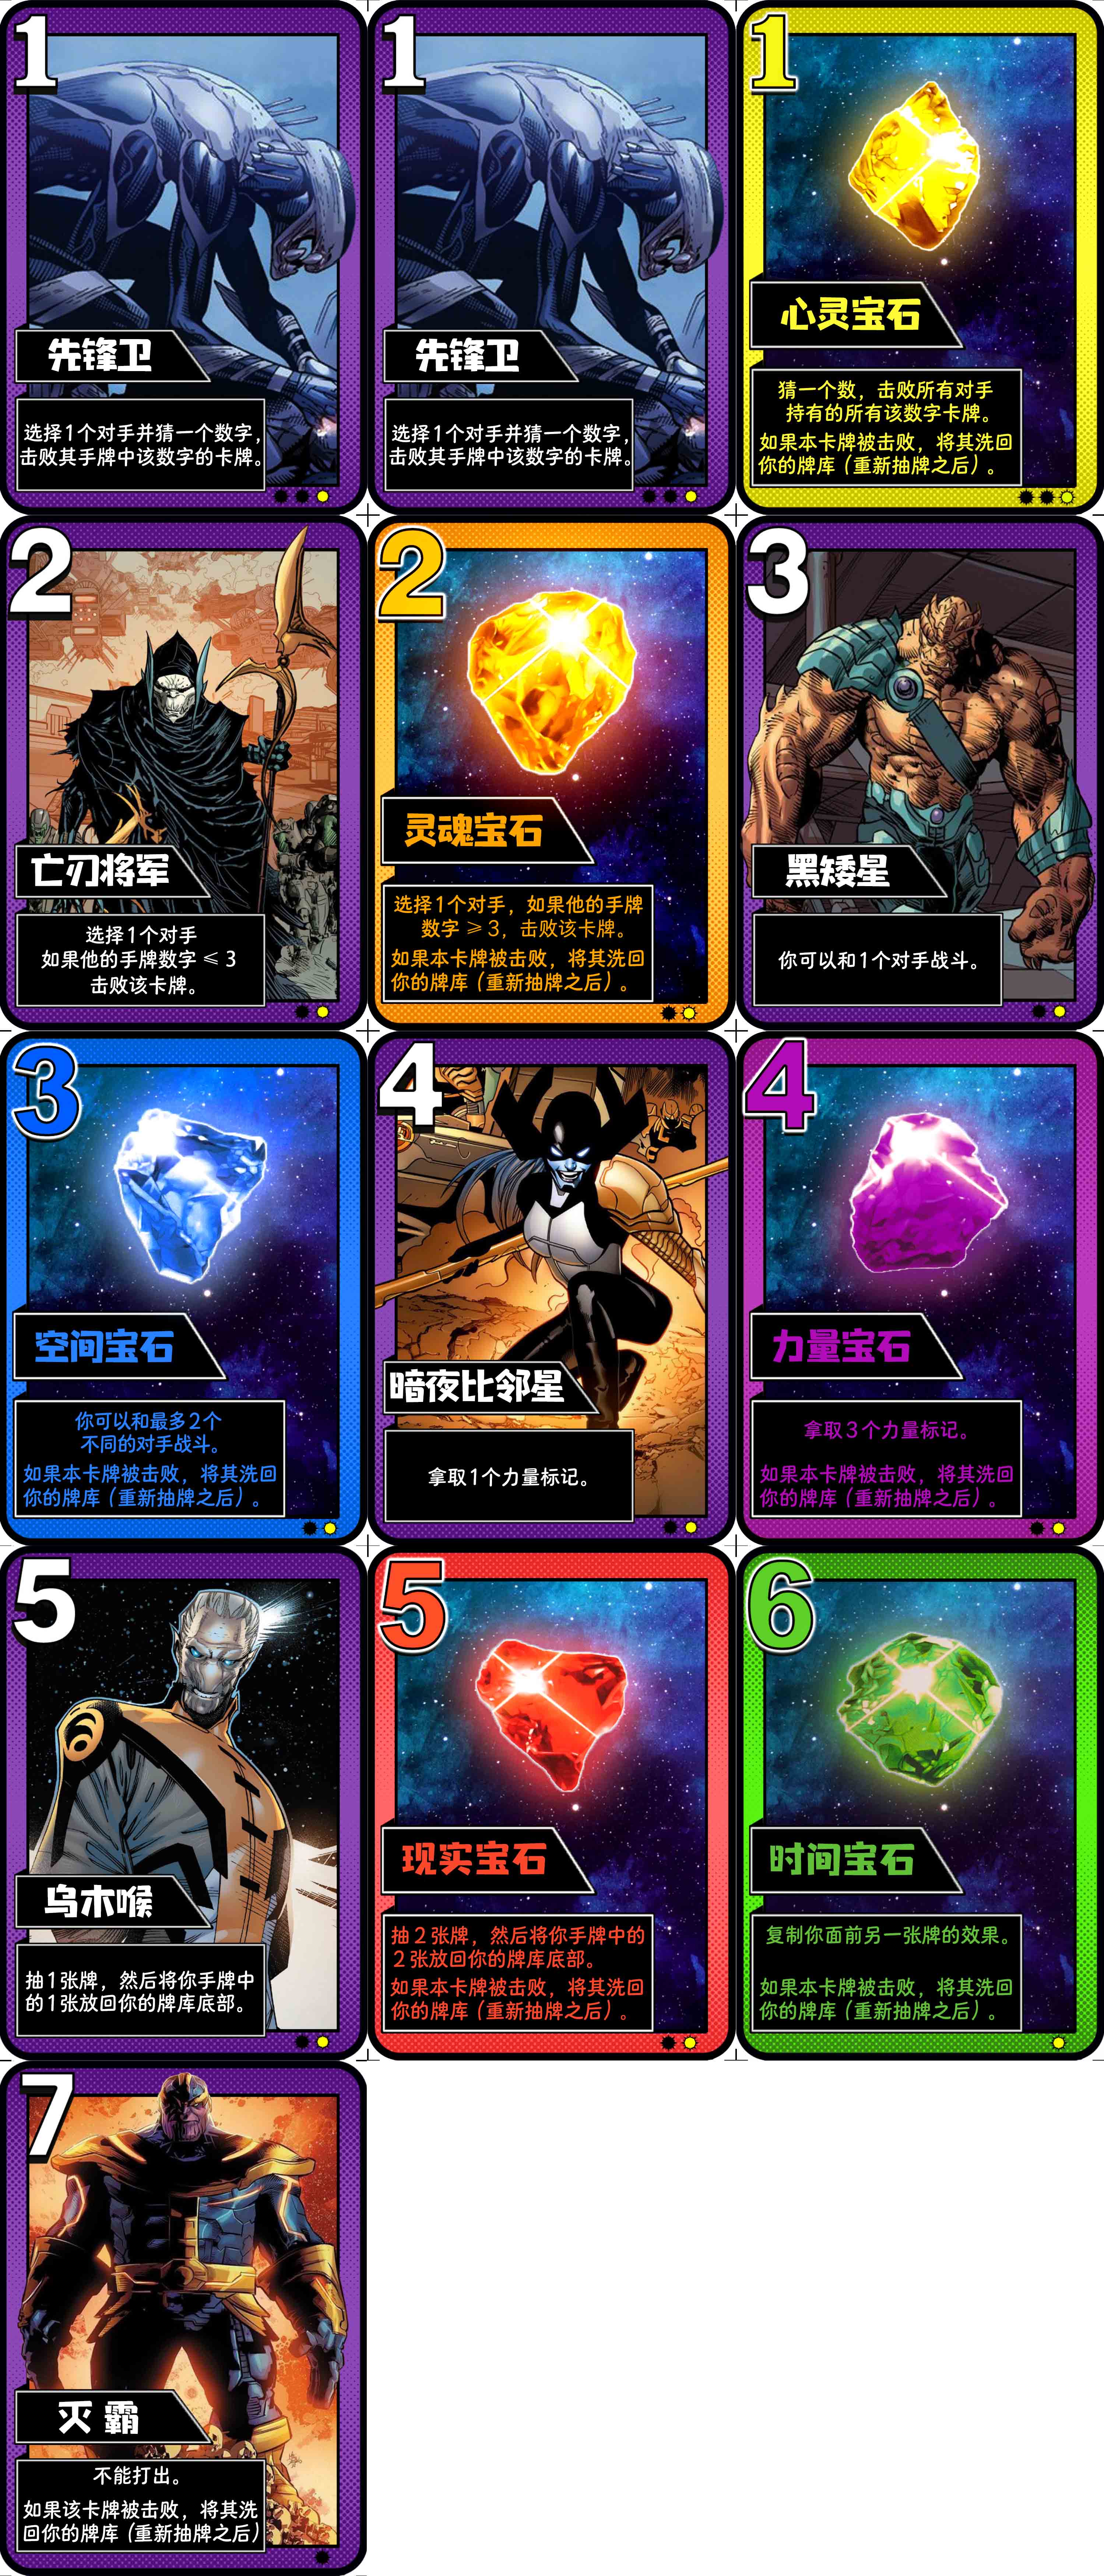 1
先锋卫
选择1个对手并猜一个数字，
击败其手牌中该数字的卡牌。
1
先锋卫
选择1个对手并猜一个数字，
击败其手牌中该数字的卡牌。
1
心灵宝石
猜一个数，击败所有对手
持有的所有该数字卡牌。
如果本卡牌被击败，将其洗回
你的牌库（重新抽牌之后）。
2
亡刃将军
选择1个对手
如果他的手牌数字 ≤ 3
击败该卡牌。
2
灵魂宝石
选择1个对手，如果他的手牌
数字 ≥ 3，击败该卡牌。
如果本卡牌被击败，将其洗回
你的牌库（重新抽牌之后）。
3
黑矮星
你可以和1个对手战斗。
3
空间宝石
你可以和最多2个
不同的对手战斗。
如果本卡牌被击败，将其洗回
你的牌库（重新抽牌之后）。
4
暗夜比邻星
拿取1个力量标记。
4
力量宝石
拿取3个力量标记。
如果本卡牌被击败，将其洗回
你的牌库（重新抽牌之后）。
5
乌木喉
抽1张牌，然后将你手牌中
的1张放回你的牌库底部。
5
现实宝石
抽2张牌，然后将你手牌中的
2张放回你的牌库底部。
如果本卡牌被击败，将其洗回
你的牌库（重新抽牌之后）。
6
时间宝石
复制你面前另一张牌的效果。
如果本卡牌被击败，将其洗回
你的牌库（重新抽牌之后）。
7
灭 霸
不能打出。
如果该卡牌被击败，将其洗
回你的牌库（重新抽牌之后）